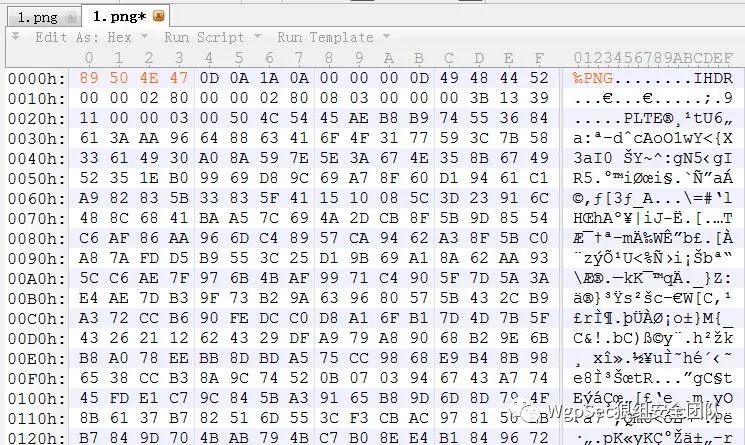 1.png 1.png*
Edit As: Hex Run Script Run Template
0 1 2 3 4 5 6 7 8 9 A B C D E F 0123456789ABCDEF
0000h: 89 50 4E 47 0D 0A 1A 0A 00 00 00 0D 49 48 44 52 ‰PNG........IHDR
0010h: 00 00 02 80 00 00 02 80 08 03 00 00 00 3B 13 39 ...€...€.....;.9
0020h: 11 00 00 03 00 50 4C 54 45 AE B8 B9 74 55 36 84 .....PLTE®¸¹tU6„
0030h: 61 3A AA 96 64 88 63 41 6F 4F 31 77 59 3C 7B 58 a:ª–dˆcAoO1wY<{X
0040h: 33 61 49 30 A0 8A 59 7E 5E 3A 67 4E 35 8B 67 49 3aI0 ŠY~^:gN5‹gI
0050h: 52 35 1E B0 99 69 D8 9C 69 A7 8F 60 D1 94 61 C1 R5.°™iØœi§.`Ñ”aÁ
0060h: A9 82 83 5B 33 83 5F 41 15 10 08 5C 3D 23 91 6C ©‚ƒ[3ƒ_A...\=#‘l
0070h: 48 8C 68 41 BA A5 7C 69 4A 2D CB 8F 5B 9D 85 54 HŒhAº¥|iJ-Ë.[.…T
0080h: C6 AF 86 AA 96 6D C4 89 57 CA 94 62 A3 8F 5B C0 Æ¯†ª–mÄ‰WÊ”b£.[À
0090h: A8 7A FD D5 B9 55 3C 25 D1 9B 69 A1 8A 62 AA 93 ¨zýÕ¹U<%Ñ›i¡Šbª“
00A0h: 5C C6 AE 7F 97 6B 4B AF 99 71 C4 90 5F 7D 5A 3A \Æ®.—kK¯™qÄ._}Z:
00B0h: E4 AE 7D B3 9F 73 B2 9A 63 96 80 57 5B 43 2C B9 ä®}³Ÿs²šc–€W[C,¹
00C0h: A3 72 CC B6 90 FE DC C0 D8 A1 6F B1 7D 4D 7B 5F £rÌ¶.þÜÀØ¡o±}M{_
00D0h: 43 26 21 12 62 43 29 DF A9 79 A8 90 68 B2 9E 6B C&!.bC)ß©y¨.h²žk
00E0h: B8 A0 78 EE BB 8D BD A5 75 CC 98 68 E9 B4 8B 98 ¸ xî».½¥uÌ˜hé´‹˜
00F0h: 65 38 CC B3 8A 9C 74 52 0B 07 03 94 67 43 A7 74 e8Ì³ŠœtR...”gC§t
0100h: 45 FD E1 C7 9C 84 5B A3 91 65 B8 9D 6D 8D
0110h: 8B 61 37 B7 82 51 6D 55 3C F3 CB AC 97 81
B7 84 9D 70 4B AB 79 4B C7 B0 8E E4 B1 84 96 72
WgpSec狼组安全团队